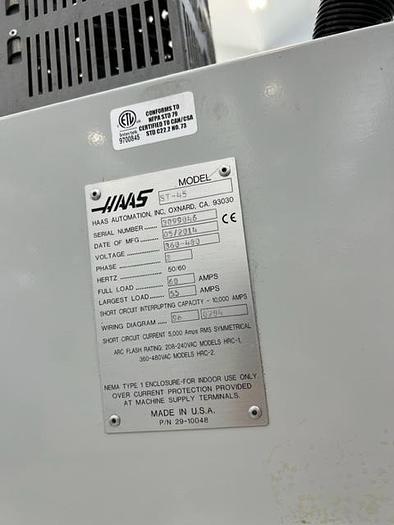 ETL
CONFORMS TO
NFPA STD 79
CERTIFIED TO CAN/CSA
STD C22.2 NO. 73
Intertek
9700845
HAAS MODEL ST-45
HAAS AUTOMATION, INC, OXNARD, CA. 93030
SERIAL NUMBER 3099946 CE
DATE OF MFG 05/2014
VOLTAGE 360-480
PHASE
HERTZ 50/60
FULL LOAD 60 AMPS
LARGEST LOAD 55 AMPS
SHORT CIRCUIT INTERRUPTING CAPACITY - 10,000 AMPS
WIRING DIAGRAM
SHORT CIRCUIT CURRENT 5,000 AMPS RMS SYMMETRICAL
ARC FLASH RATING: 208-240VAC MODELS HRC-1,
360-480VAC MODELS HRC-2.
NEMA TYPE 1 ENCLOSURE-FOR INDOOR USE ONLY
OVER CURRENT PROTECTION PROVIDED
AT MACHINE SUPPLY TERMINALS.
MADE IN U.S.A.
P/N 29-10048